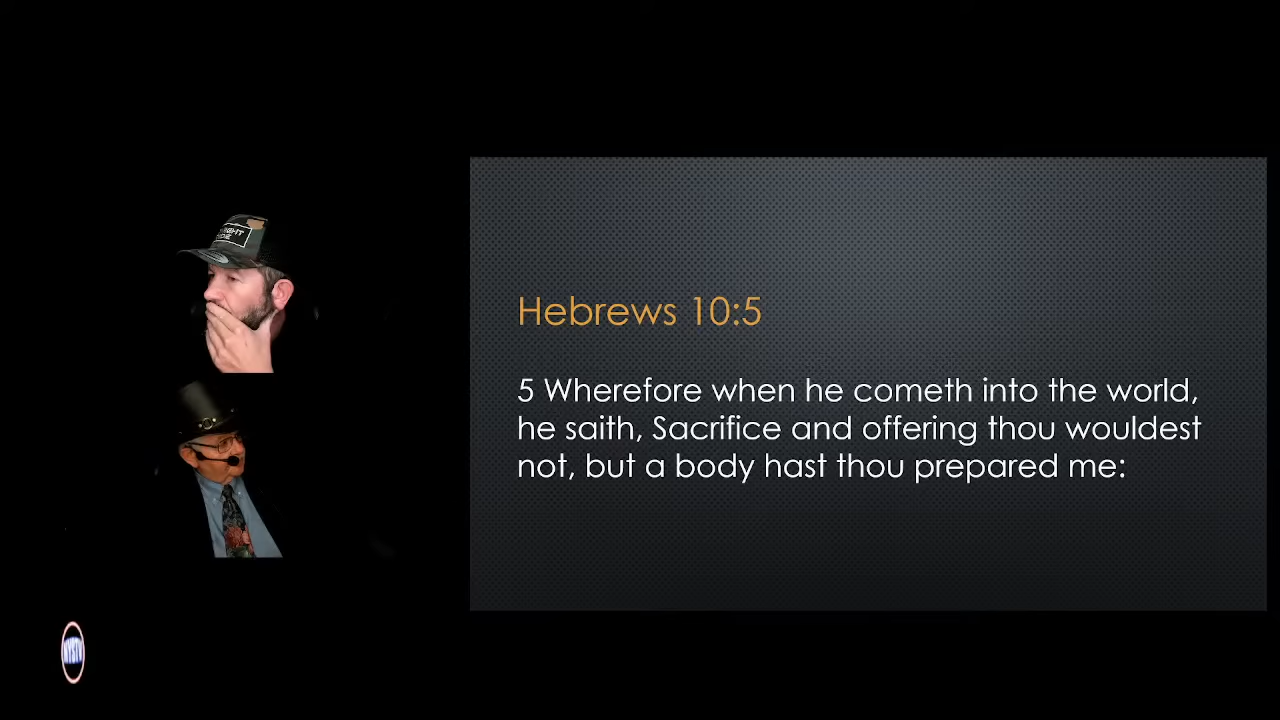 Hebrews 10:5
5 Wherefore when he cometh into the world,
he saith, Sacrifice and offering thou wouldest
not, but a body hast thou prepared me:
NYSTV